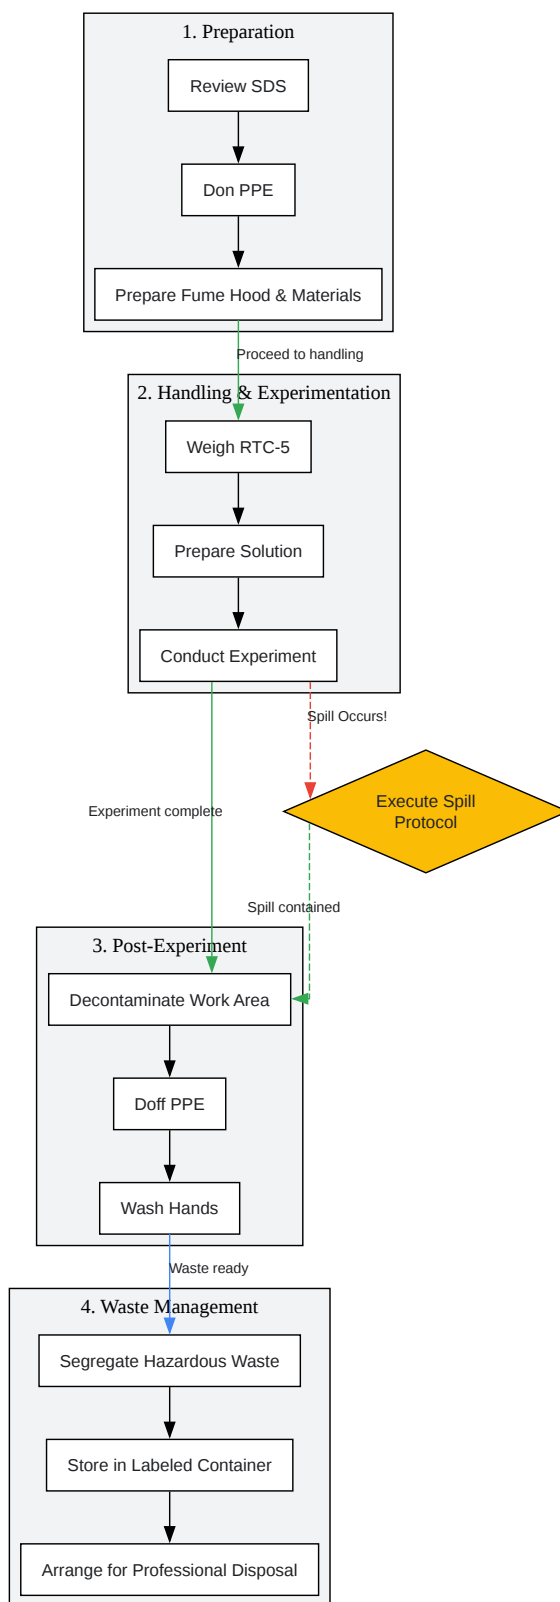 1. Preparation
Review SDS
Don PPE
Prepare Fume Hood & Materials
Proceed to handling
2. Handling & Experimentation
Weigh RTC-5
Prepare Solution
Conduct Experiment
Spill Occurs!
Execute Spill
Protocol
Experiment complete
Spill contained
3. Post-Experiment
Decontaminate Work Area
Doff PPE
Wash Hands
Waste ready
4. Waste Management
Segregate Hazardous Waste
Store in Labeled Container
Arrange for Professional Disposal